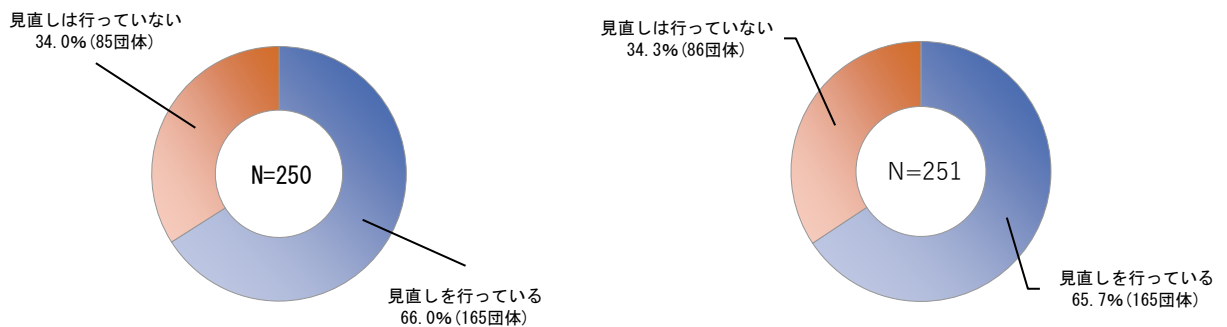 見直しは行っていない
34.0%(85団体)
N=250
見直しを行っている
66.0%(165団体)
見直しは行っていない
34.3%(86団体)
N=251
見直しを行っている
65.7%(165団体)